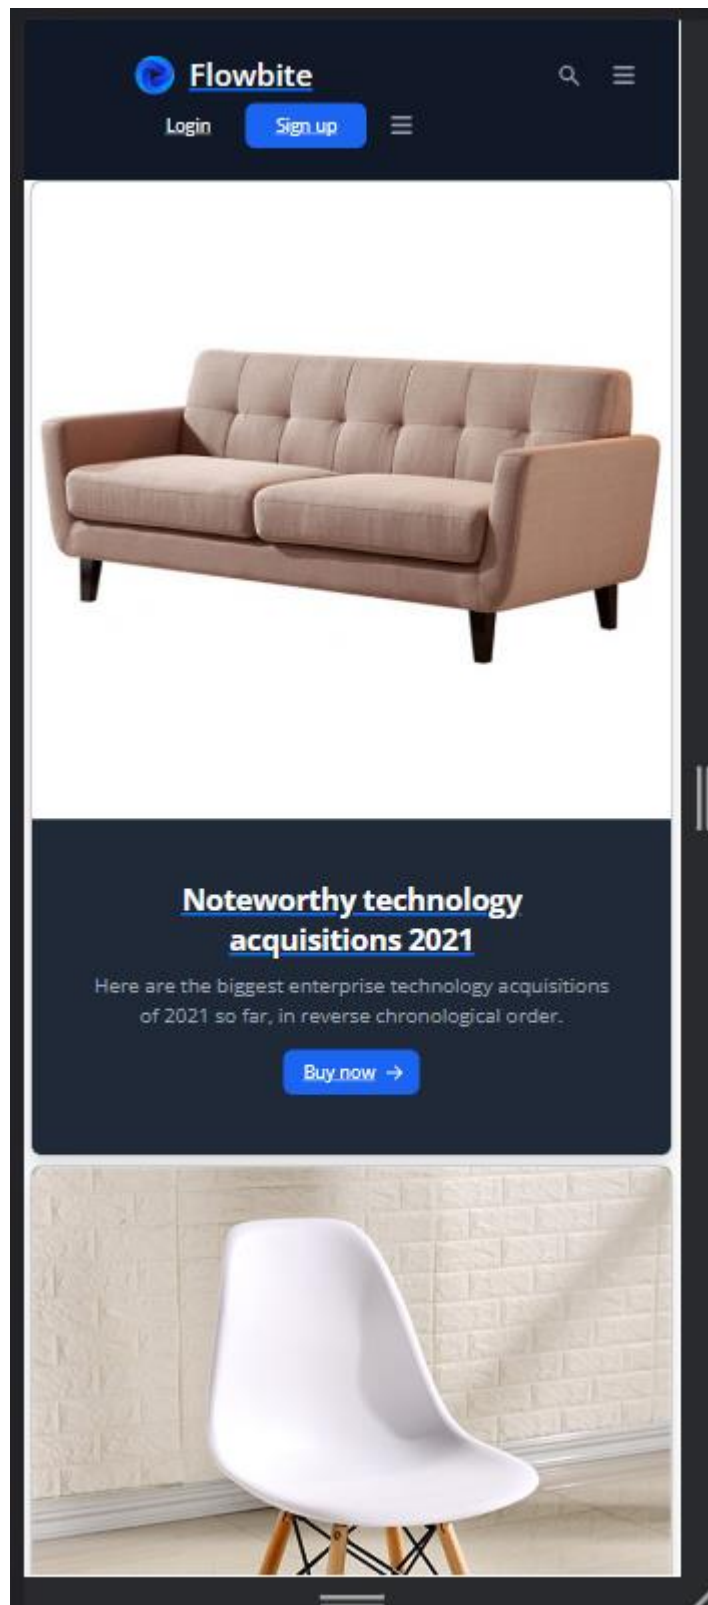 Flowbite
Login
Sign up
Noteworthy technology
acquisitions 2021
Here are the biggest enterprise technology acquisitions
of 2021 so far, in reverse chronological order.
Buy now →